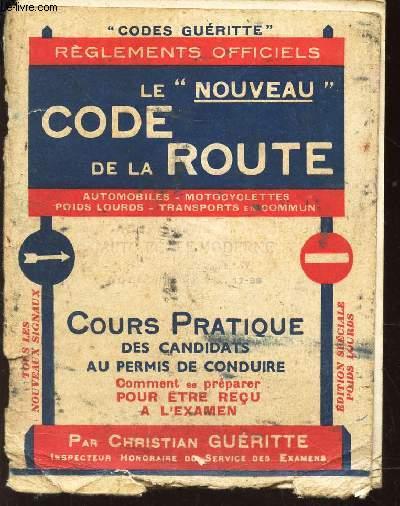 "CODES GUÉRITTE"
RÈGLEMENTS OFFICIELS
LE "NOUVEAU"
CODE
DE LA ROUTE
AUTOMOBILES - MOTOCYCLETTES
POIDS LOURDS - TRANSPORTS EN COMMUN
TOUS LES
NOUVEAUX SIGNAUX
COURS PRATIQUE
DES CANDIDATS
AU PERMIS DE CONDUIRE
Comment se préparer
POUR ÊTRE REÇU
A L'EXAMEN
ÉDITION SPÉCIALE
POIDS LOURDS
PAR CHRISTIAN GUÉRITTE
INSPECTEUR HONORAIRE DU SERVICE DES EXAMENS